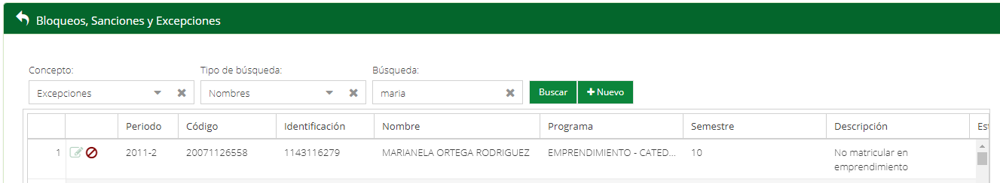 Bloqueos, Sanciones y Excepciones
Concepto: Tipo de búsqueda: Búsqueda:
Excepciones Nombres maria Buscar Nuevo
Periodo Código Identificación Nombre Programa Semestre Descripción Est
1 2011-2 20071126558 1143116279 MARIANELA ORTEGA RODRIGUEZ EMPRENDIMIENTO - CATED... 10 No matricular en
emprendimiento